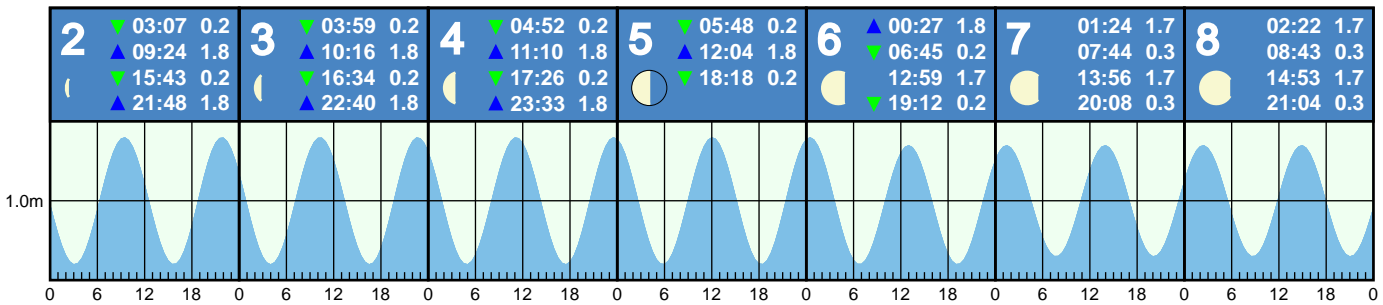 2
▼ 03:07 0.2
▲ 09:24 1.8
▼ 15:43 0.2
▲ 21:48 1.8
3
▼ 03:59 0.2
▲ 10:16 1.8
▼ 16:34 0.2
▲ 22:40 1.8
4
▼ 04:52 0.2
▲ 11:10 1.8
▼ 17:26 0.2
▲ 23:33 1.8
5
▼ 05:48 0.2
▲ 12:04 1.8
▼ 18:18 0.2
6
▲ 00:27 1.8
▼ 06:45 0.2
12:59 1.7
▼ 19:12 0.2
7
01:24 1.7
07:44 0.3
13:56 1.7
20:08 0.3
8
02:22 1.7
08:43 0.3
14:53 1.7
21:04 0.3
1.0m
0 6 12 18 0 6 12 18 0 6 12 18 0 6 12 18 0 6 12 18 0 6 12 18 0 6 12 18 0